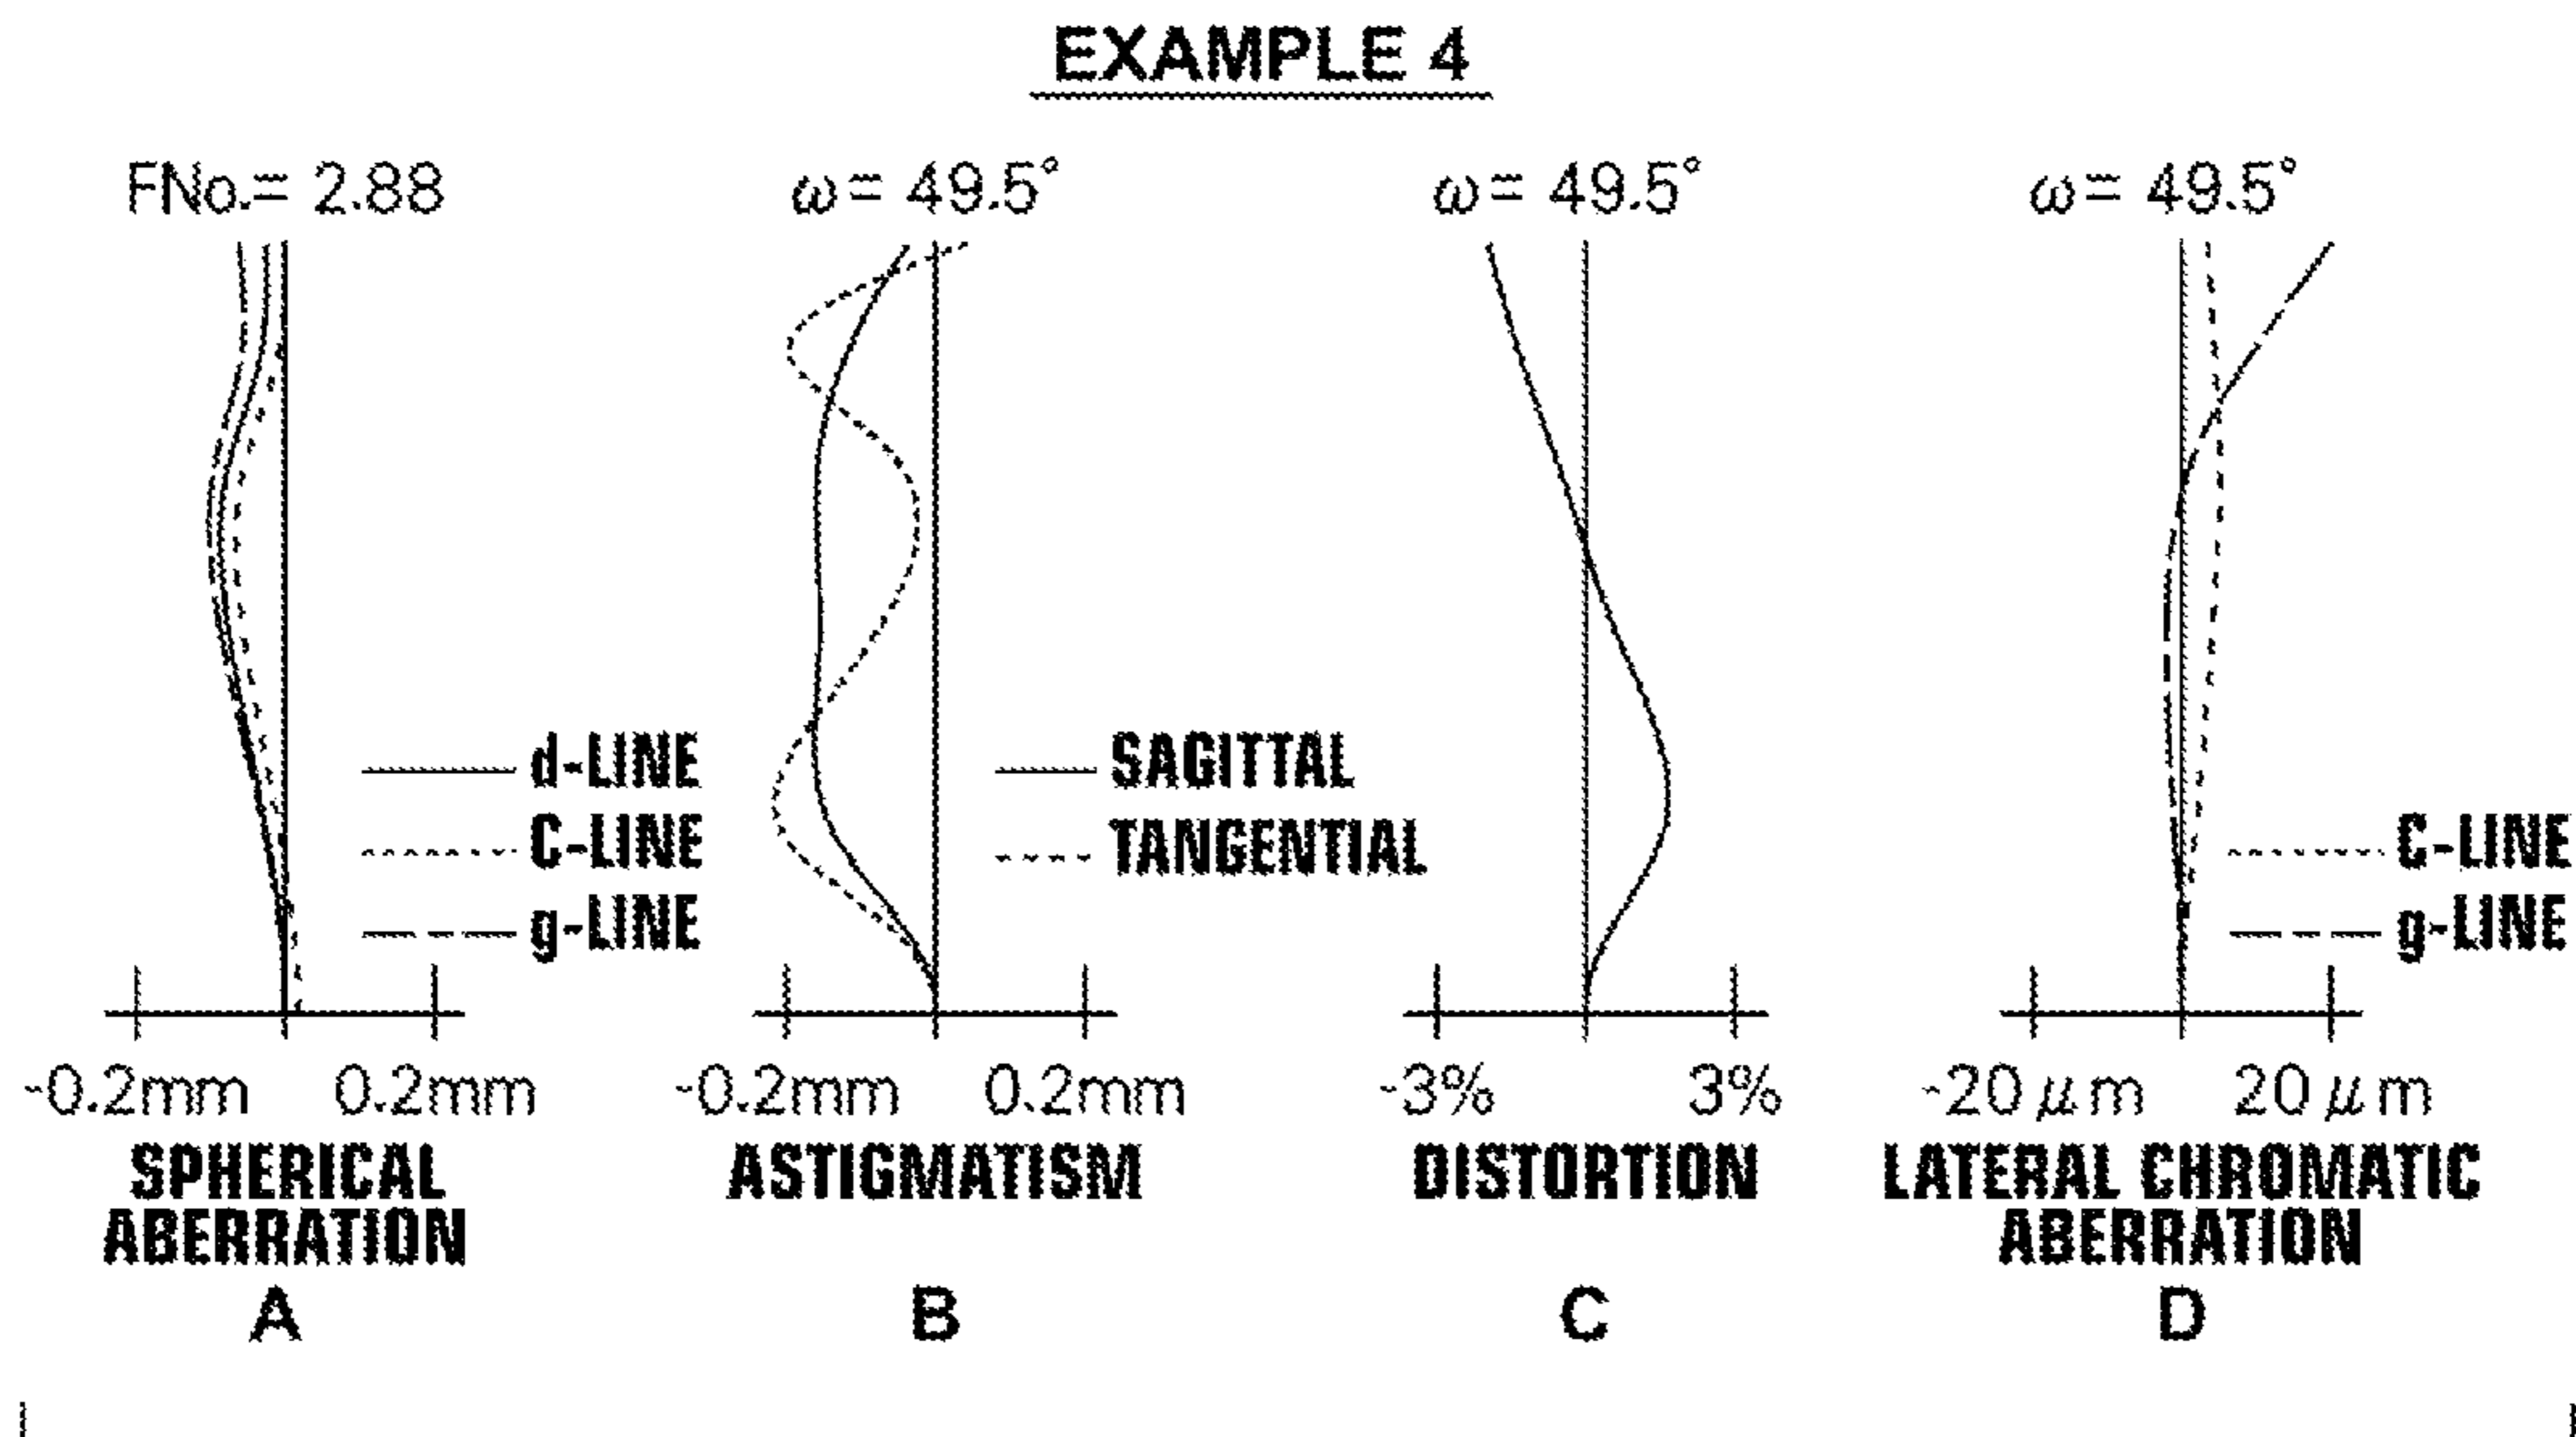 EXAMPLE 4
FNo.= 2.88
ω= 49.5°
ω= 49.5°
ω= 49.5°
d-LINE
C-LINE
g-LINE
SAGITTAL
TANGENTIAL
C-LINE
g-LINE
-0.2mm 0.2mm
-0.2mm 0.2mm
-3% 3%
-20μm 20μm
SPHERICAL
ABERRATION
ASTIGMATISM
DISTORTION
LATERAL CHROMATIC
ABERRATION
A
B
C
D